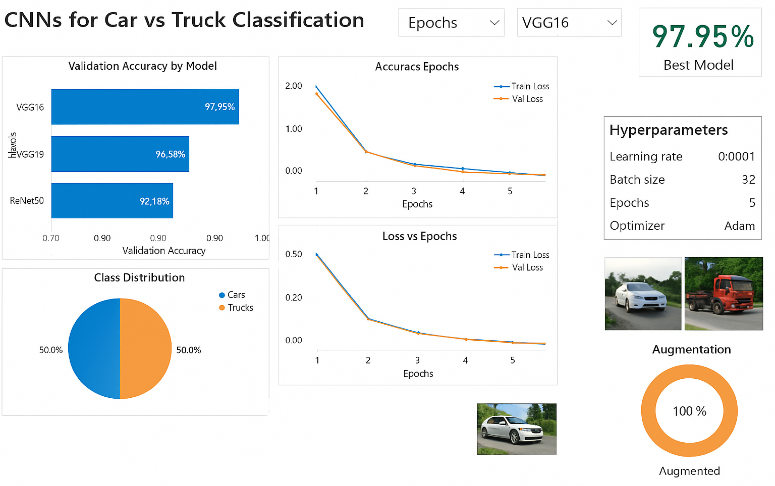 CNNs for Car vs Truck Classification
Epochs
VGG16
97.95%
Best Model
Validation Accuracy by Model
VGG16
97,95%
VGG19
96,58%
ReNet50
92,18%
0.70 0.90 0.90 0.90 1.00
Validation Accuracy
Accuracs Epochs
Train Loss
Val Loss
2.00
1.00
0.00
1 2 3 4 5
Epochs
Hyperparameters
Learning rate 0:0001
Batch size 32
Epochs 5
Optimizer Adam
Class Distribution
Cars
Trucks
50.0%
50.0%
Loss vs Epochs
Train Loss
Val Loss
0.50
0.20
0.00
1 2 3 4 5
Epochs
Augmentation
100 %
Augmented